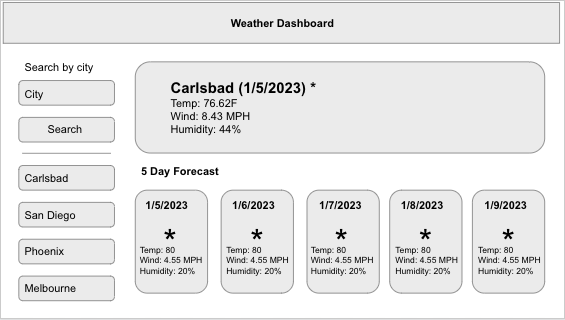 Weather Dashboard
Search by city
City
Search
Carlsbad
San Diego
Phoenix
Melbourne
Carlsbad (1/5/2023) *
Temp: 76.62F
Wind: 8.43 MPH
Humidity: 44%
5 Day Forecast
1/5/2023
*
Temp: 80
Wind: 4.55 MPH
Humidity: 20%
1/6/2023
*
Temp: 80
Wind: 4.55 MPH
Humidity: 20%
1/7/2023
*
Temp: 80
Wind: 4.55 MPH
Humidity: 20%
1/8/2023
*
Temp: 80
Wind: 4.55 MPH
Humidity: 20%
1/9/2023
*
Temp: 80
Wind: 4.55 MPH
Humidity: 20%